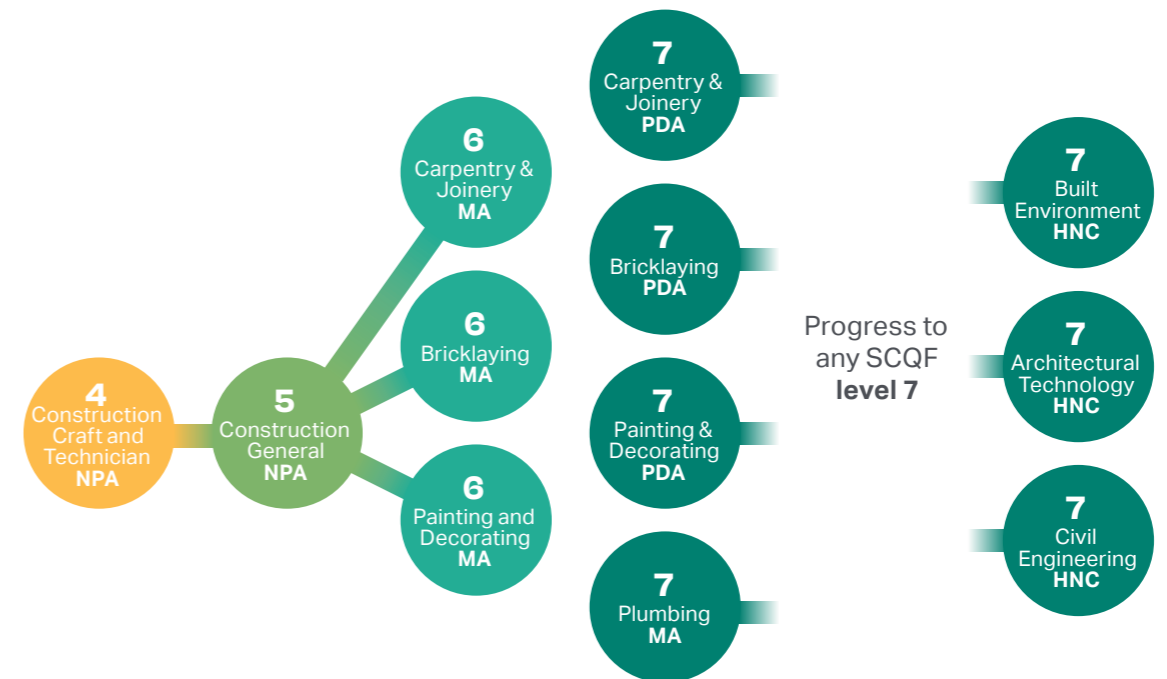 4
Construction
Craft and
Technician
NPA
5
Construction
General
NPA
6
Carpentry &
Joinery
MA
6
Bricklaying
MA
6
Painting and
Decorating
MA
7
Carpentry &
Joinery
PDA
7
Bricklaying
PDA
7
Painting &
Decorating
PDA
7
Plumbing
MA
Progress to
any SCQF
level 7
7
Built
Environment
HNC
7
Architectural
Technology
HNC
7
Civil
Engineering
HNC